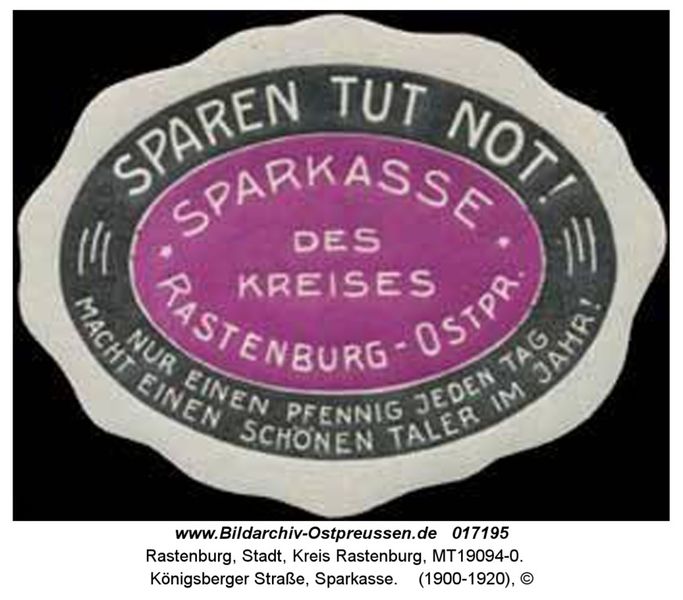 SPAREN TUT NOT!
SPARKASSE
DES
KREISES
RASTENBURG-OSTPR.
NUR EINEN PFENNIG JEDEN TAG
MACHT EINEN SCHÖNEN TALER IM JAHR!
www.Bildarchiv-Ostpreussen.de 017195
Rastenburg, Stadt, Kreis Rastenburg, MT19094-0.
Königsberger Straße, Sparkasse. (1900-1920), ©